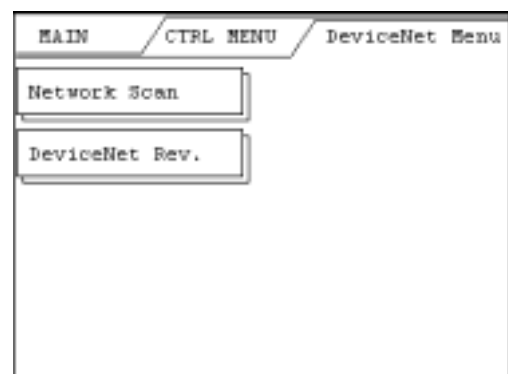 MAIN CTRL MENU DeviceNet Menu
Network Scan
DeviceNet Rev.